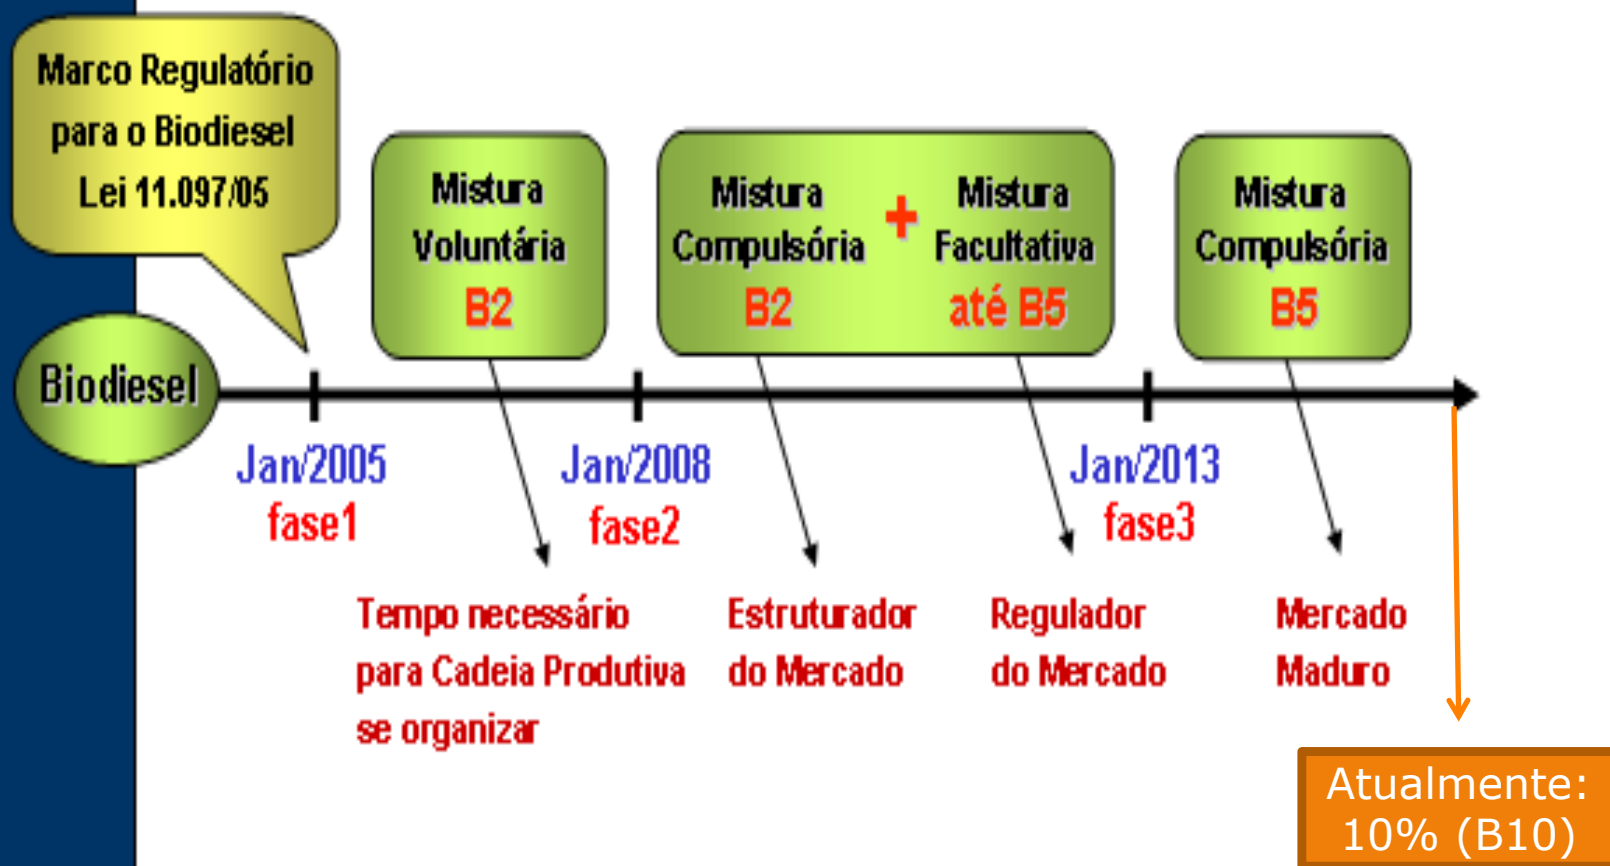 Marco Regulatório
para o Biodiesel
Lei 11.097/05
Mistura
Voluntária
B2
Mistura
Compulsória
B2
+
Mistura
Facultativa
até B5
Mistura
Compulsória
B5
Biodiesel
Jan/2005
fase1
Jan/2008
fase2
Jan/2013
fase3
Tempo necessário
para Cadeia Produtiva
se organizar
Estruturador
do Mercado
Regulador
do Mercado
Mercado
Maduro
Atualmente:
10% (B10)